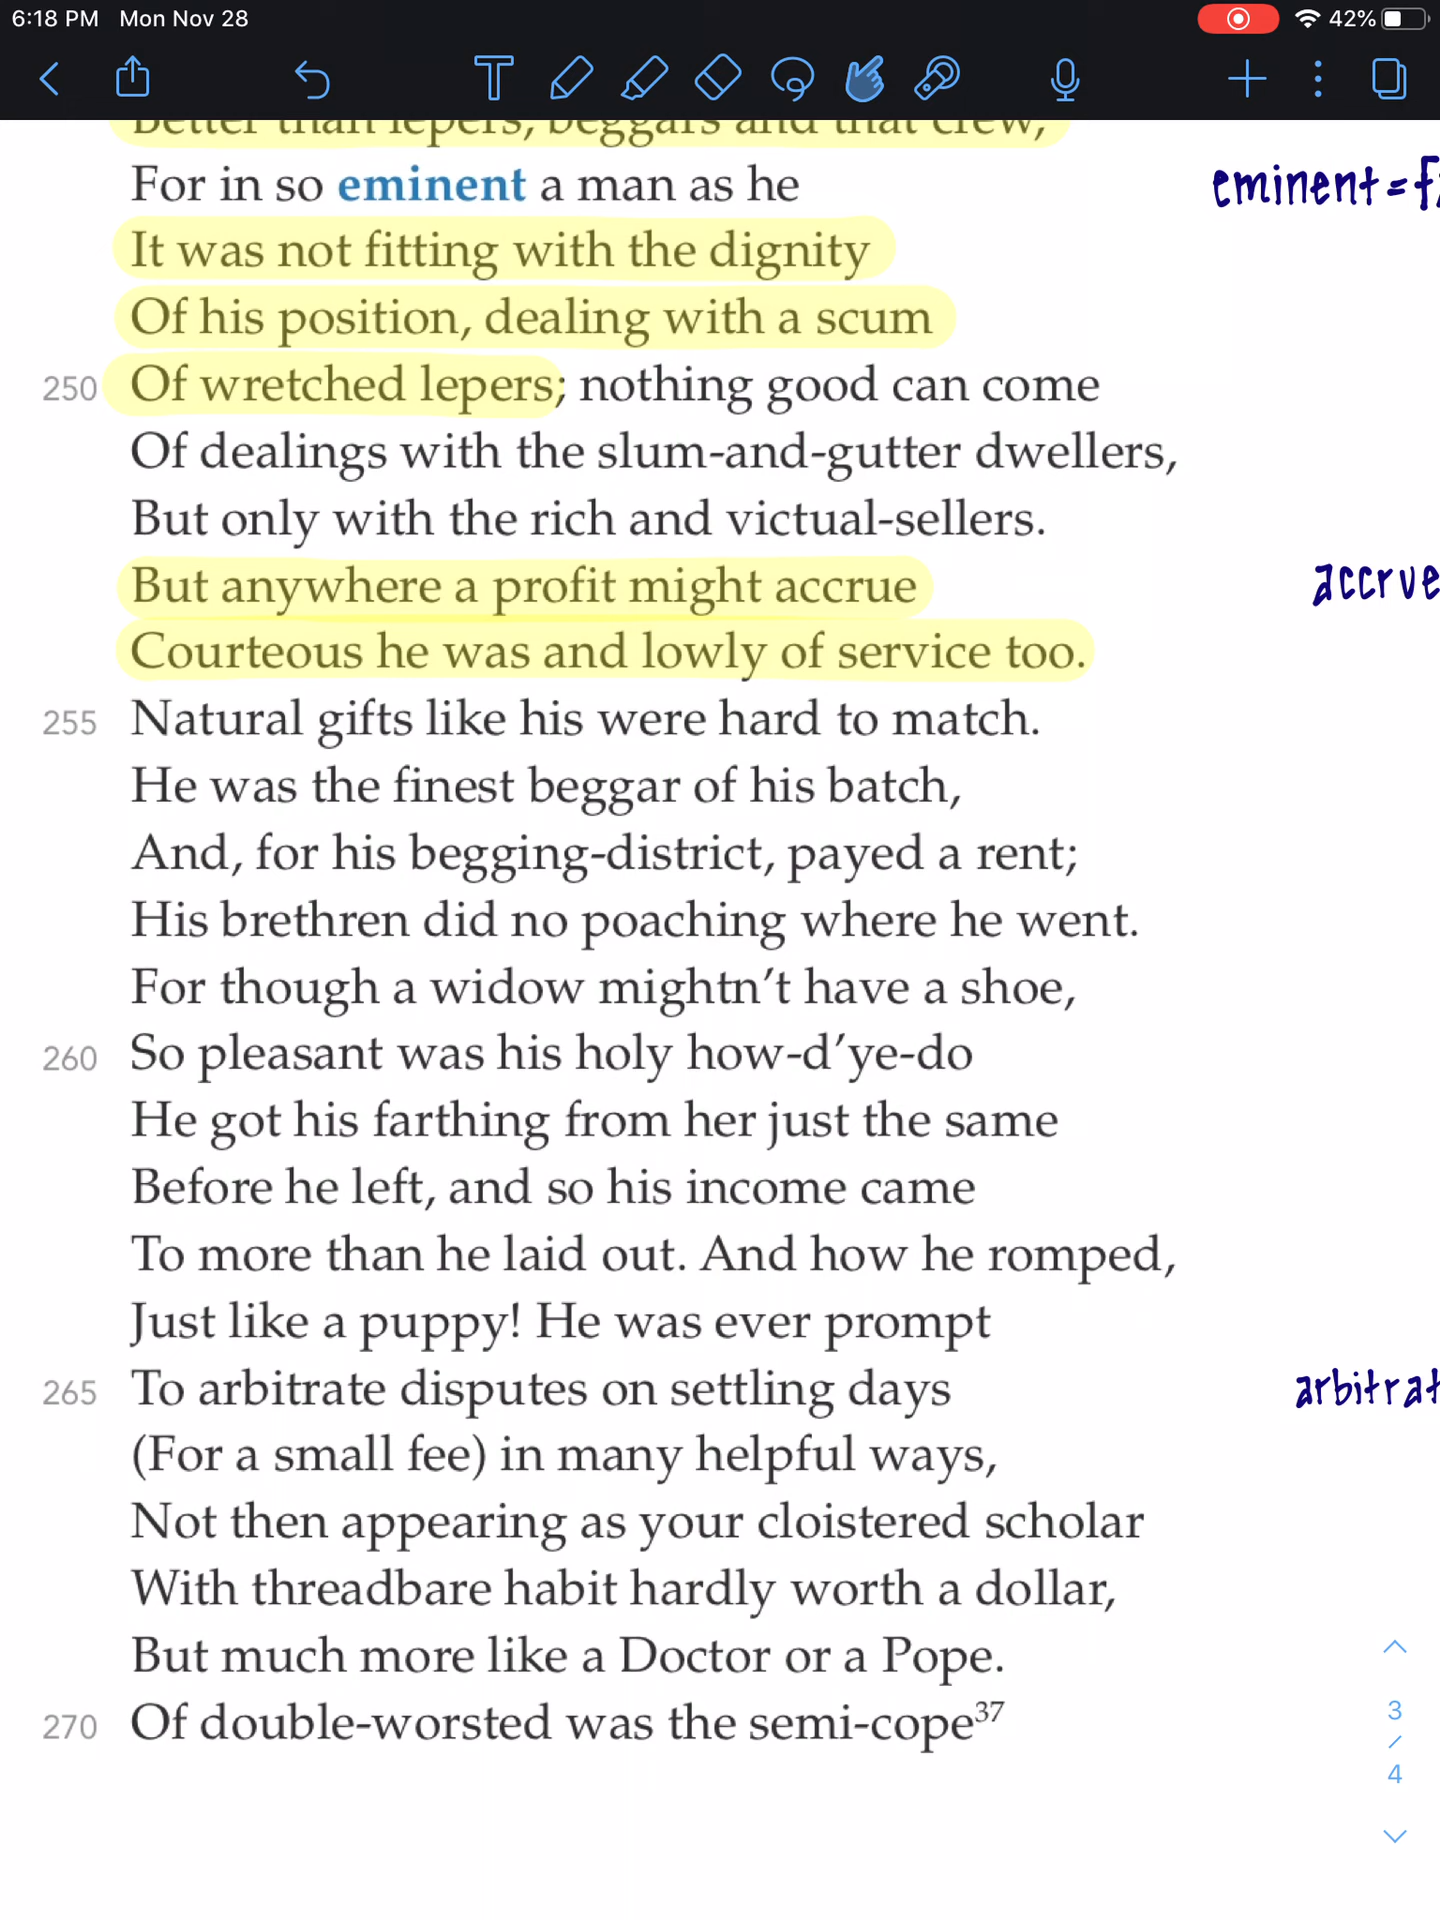 6:18 PM Mon Nov 28 42%
Better than lepers, beggars and that crew,
For in so eminent a man as he
eminent =
It was not fitting with the dignity
Of his position, dealing with a scum
250 Of wretched lepers; nothing good can come
Of dealings with the slum-and-gutter dwellers,
But only with the rich and victual-sellers.
But anywhere a profit might accrue
accrue
Courteous he was and lowly of service too.
255 Natural gifts like his were hard to match.
He was the finest beggar of his batch,
And, for his begging-district, payed a rent;
His brethren did no poaching where he went.
For though a widow mightn’t have a shoe,
260 So pleasant was his holy how-d’ye-do
He got his farthing from her just the same
Before he left, and so his income came
To more than he laid out. And how he romped,
Just like a puppy! He was ever prompt
265 To arbitrate disputes on settling days
arbitrat
(For a small fee) in many helpful ways,
Not then appearing as your cloistered scholar
With threadbare habit hardly worth a dollar,
But much more like a Doctor or a Pope.
270 Of double-worsted was the semi-cope37
3
/
4